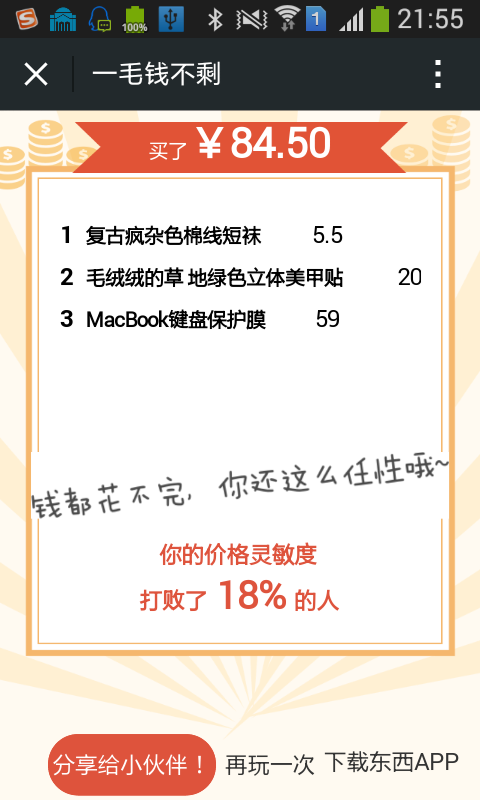 100%
1
21:55
一毛钱不剩
买了 ￥84.50
1 复古疯杂色棉线短袜 5.5
2 毛绒绒的草 地绿色立体美甲贴 20
3 MacBook键盘保护膜 59
钱都花不完，你还这么任性哦~
你的价格灵敏度
打败了 18% 的人
分享给小伙伴！ 再玩一次 下载东西APP